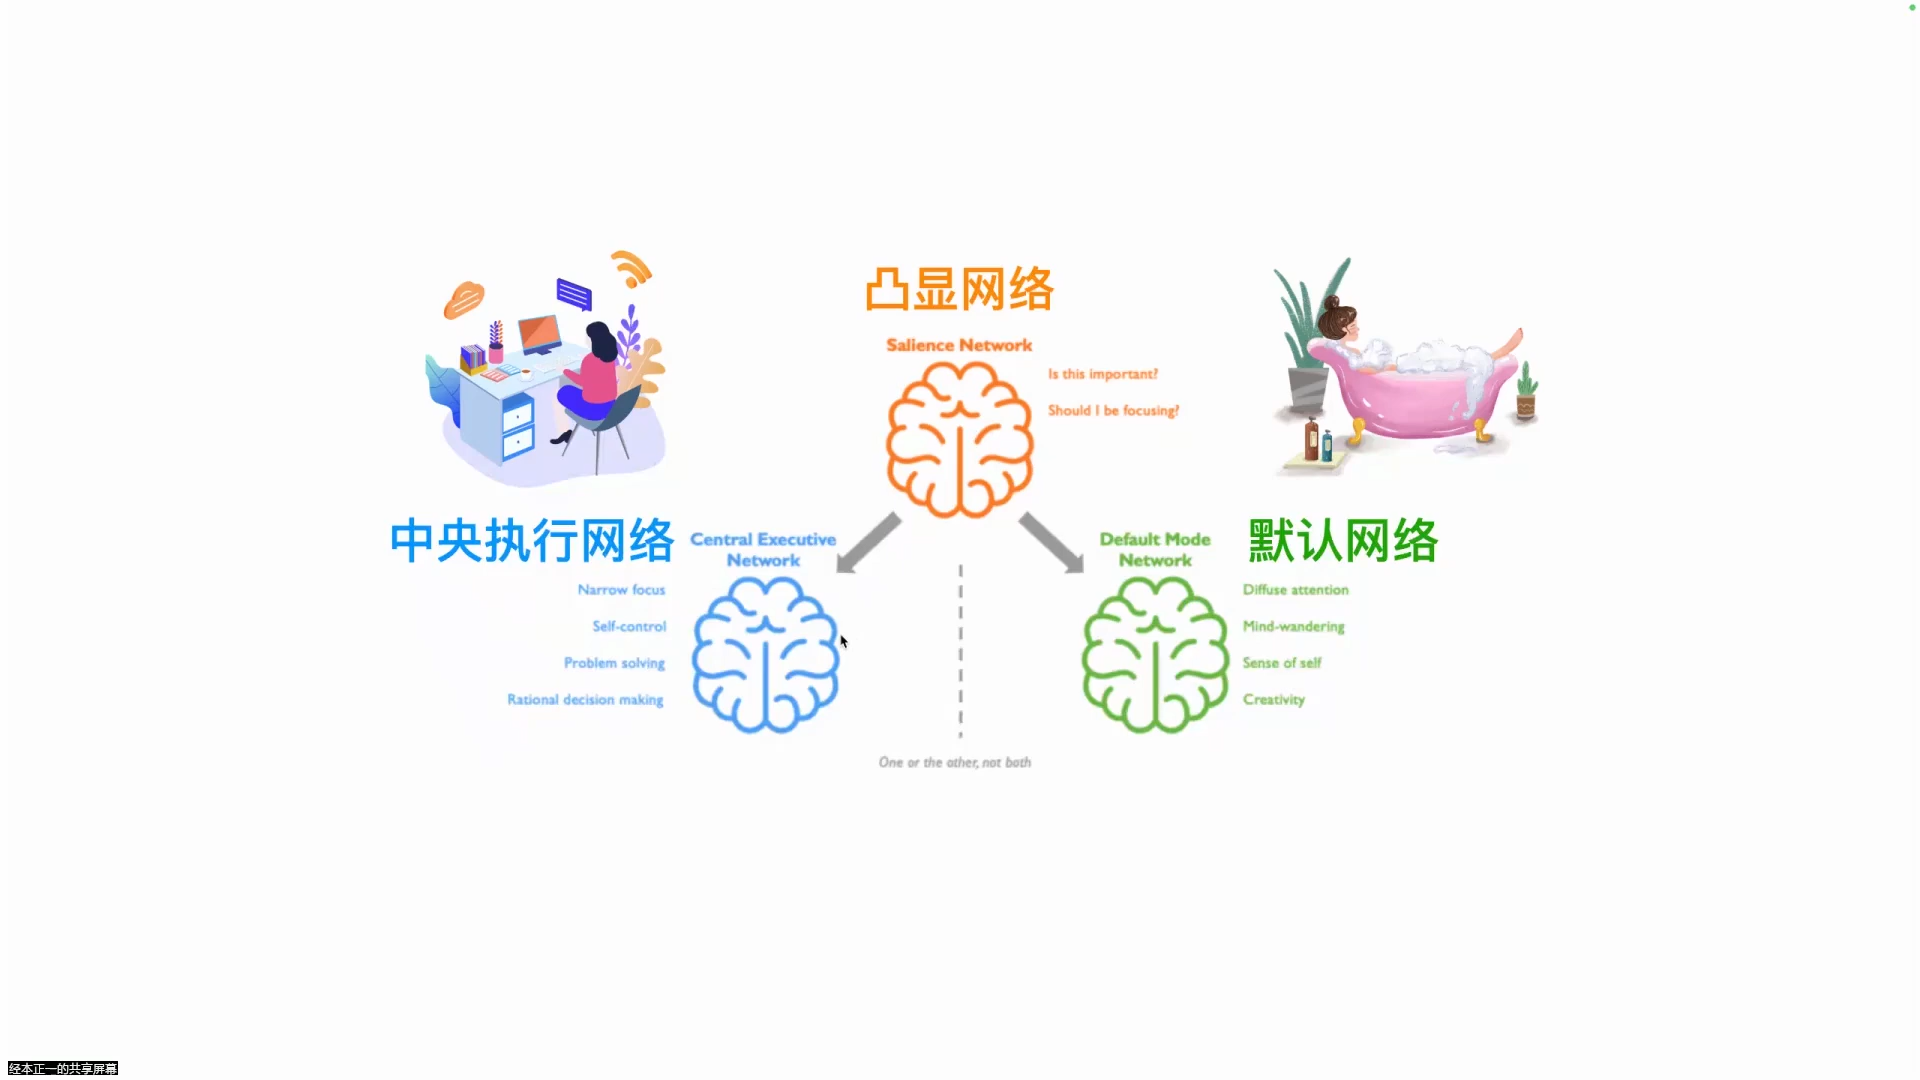 凸显网络
Salience Network
Is this important?
Should I be focusing?
中央执行网络
Central Executive
Network
Narrow focus
Self-control
Problem solving
Rational decision making
Default Mode
Network
默认网络
Diffuse attention
Mind-wandering
Sense of self
Creativity
One or the other, not both
经本正一的共享屏幕